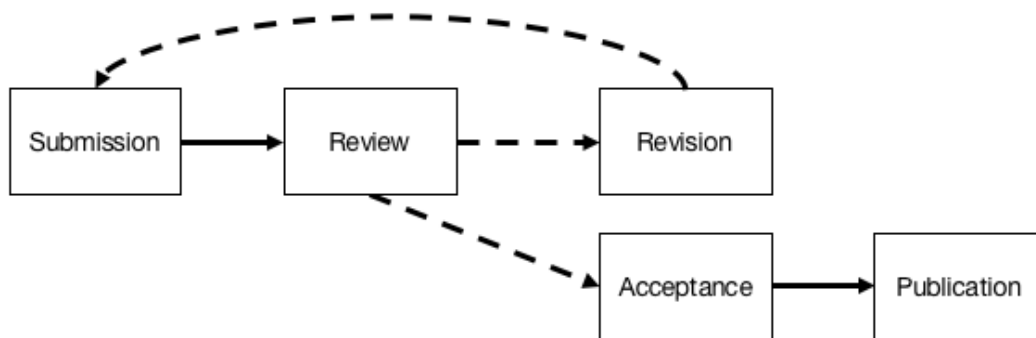 Submission
Review
Revision
Acceptance
Publication